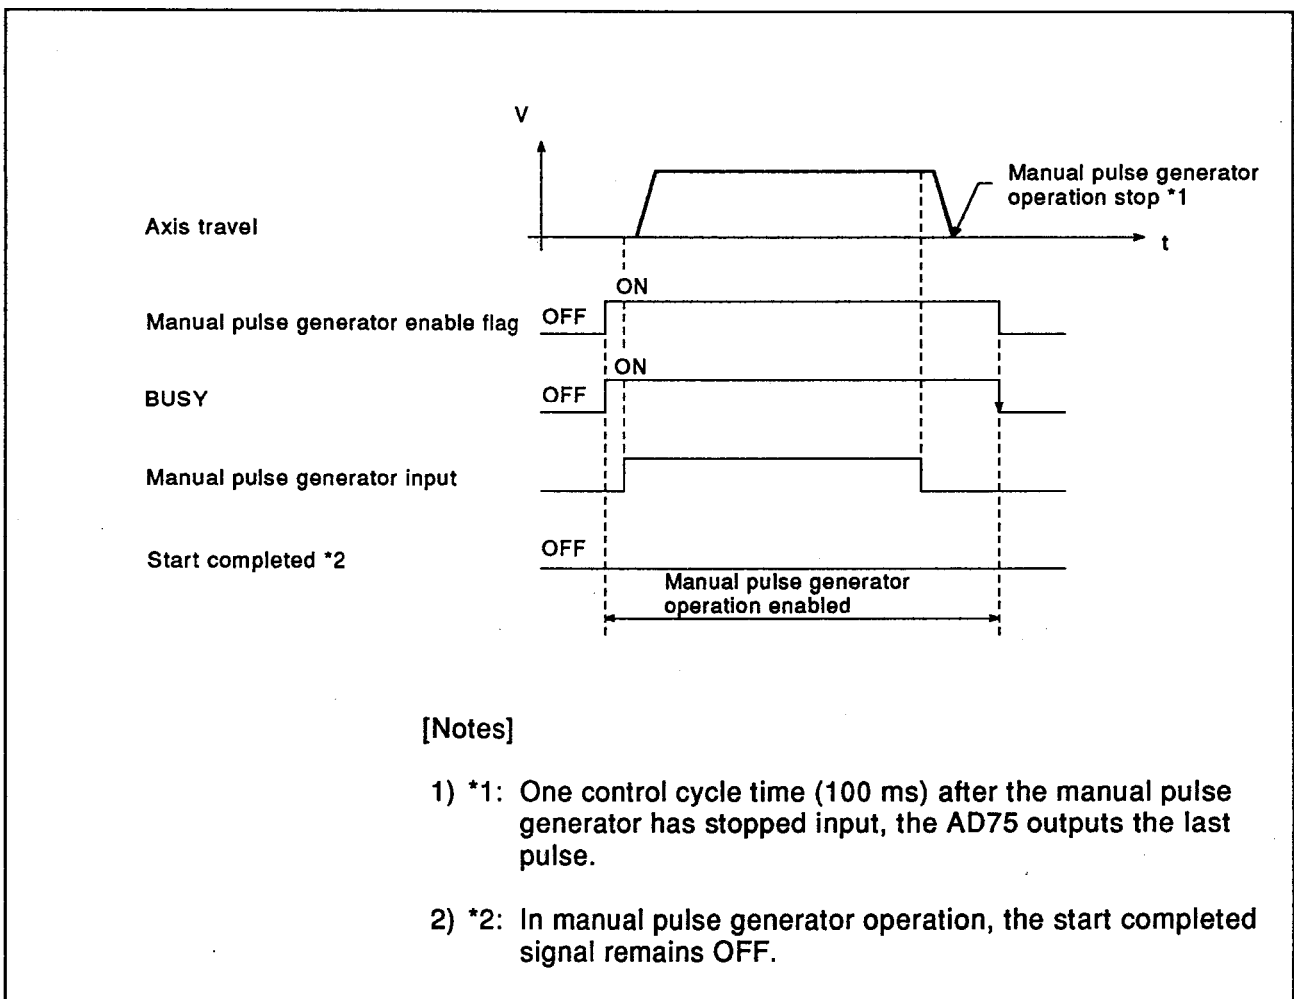 V
Manual pulse generator
operation stop *1
Axis travel
t
ON
Manual pulse generator enable flag
OFF
ON
BUSY
OFF
Manual pulse generator input
Start completed *2
OFF
Manual pulse generator
operation enabled
[Notes]
1) *1: One control cycle time (100 ms) after the manual pulse
generator has stopped input, the AD75 outputs the last
pulse.
2) *2: In manual pulse generator operation, the start completed
signal remains OFF.